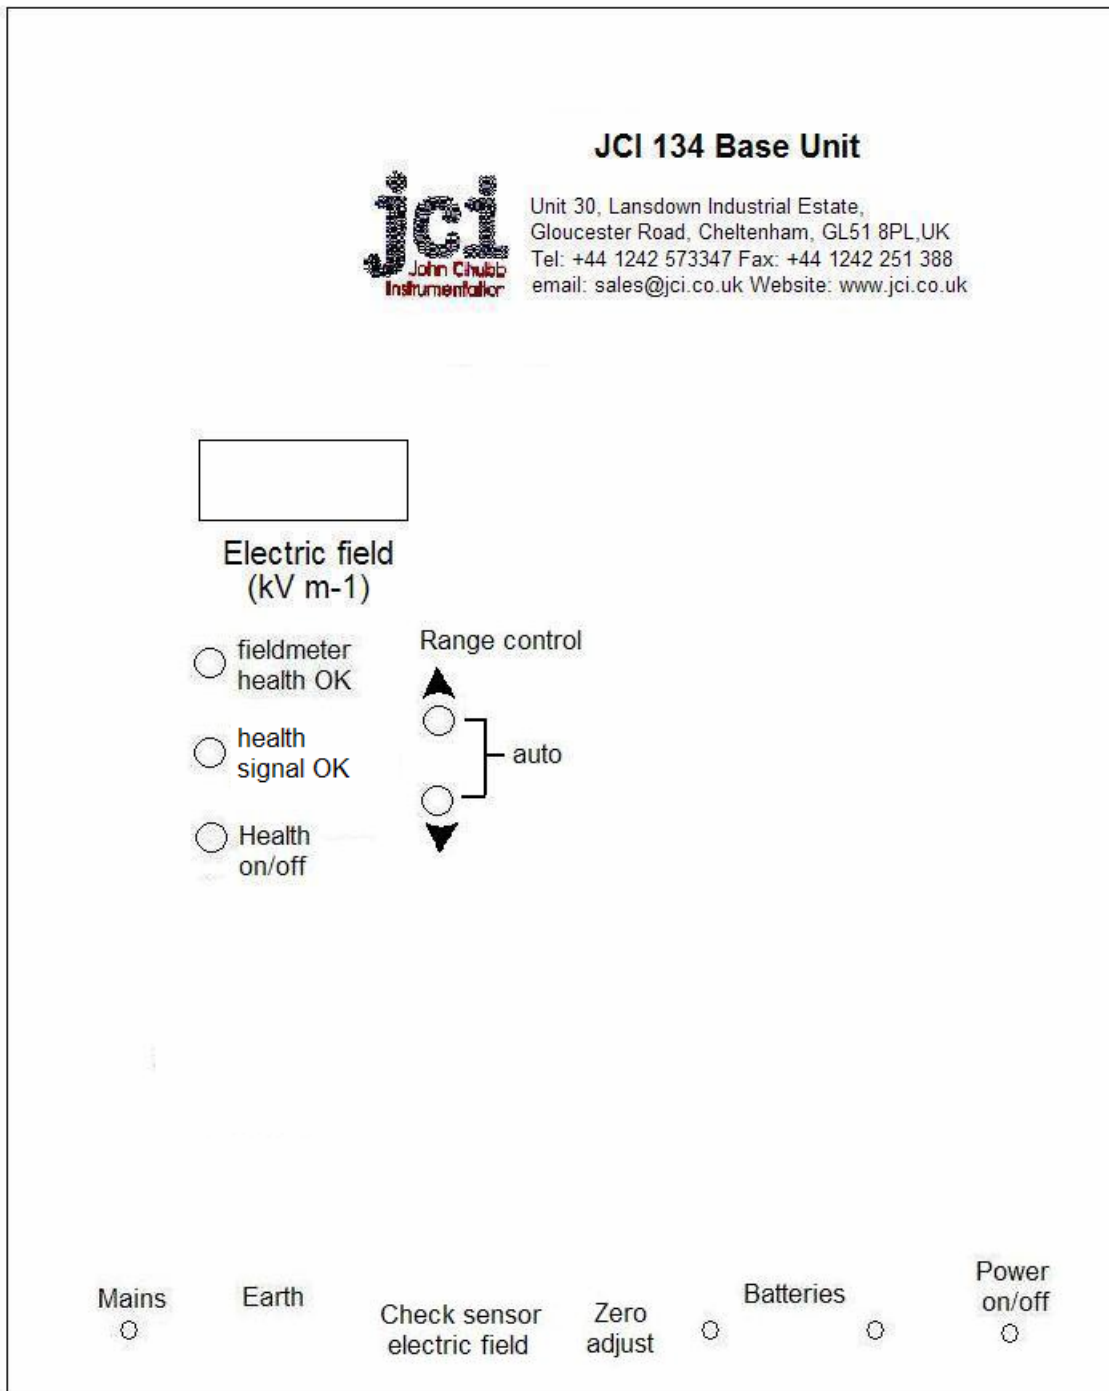 JCI 134 Base Unit
jci
John Chubb
Instrumentation
Unit 30, Lansdown Industrial Estate,
Gloucester Road, Cheltenham, GL51 8PL,UK
Tel: +44 1242 573347 Fax: +44 1242 251 388
email: sales@jci.co.uk Website: www.jci.co.uk
Electric field
(kV m-1)
fieldmeter
health OK
Range control
health
signal OK
auto
Health
on/off
Mains
Earth
Check sensor
electric field
Zero
adjust
Batteries
Power
on/off